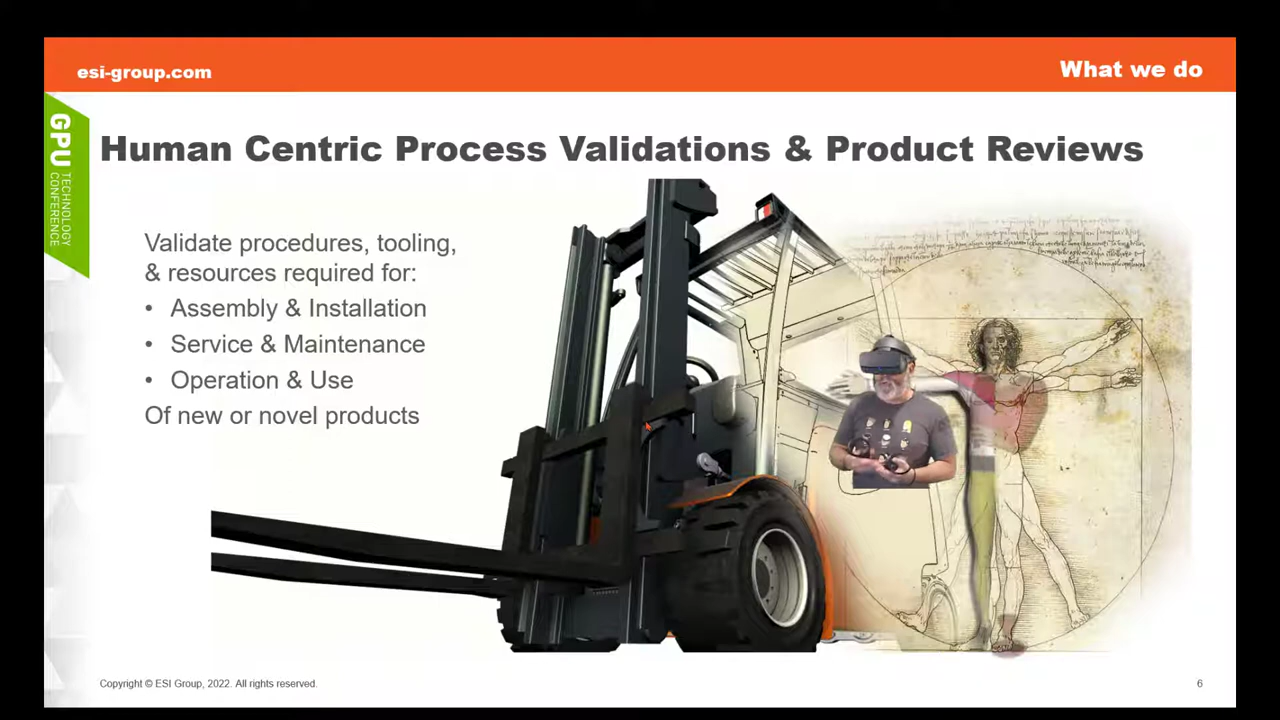 esi-group.com
What we do
GPU
TECHNOLOGY
CONFERENCE
Human Centric Process Validations & Product Reviews
Validate procedures, tooling,
& resources required for:
• Assembly & Installation
• Service & Maintenance
• Operation & Use
Of new or novel products
Copyright © ESI Group, 2022. All rights reserved.
6